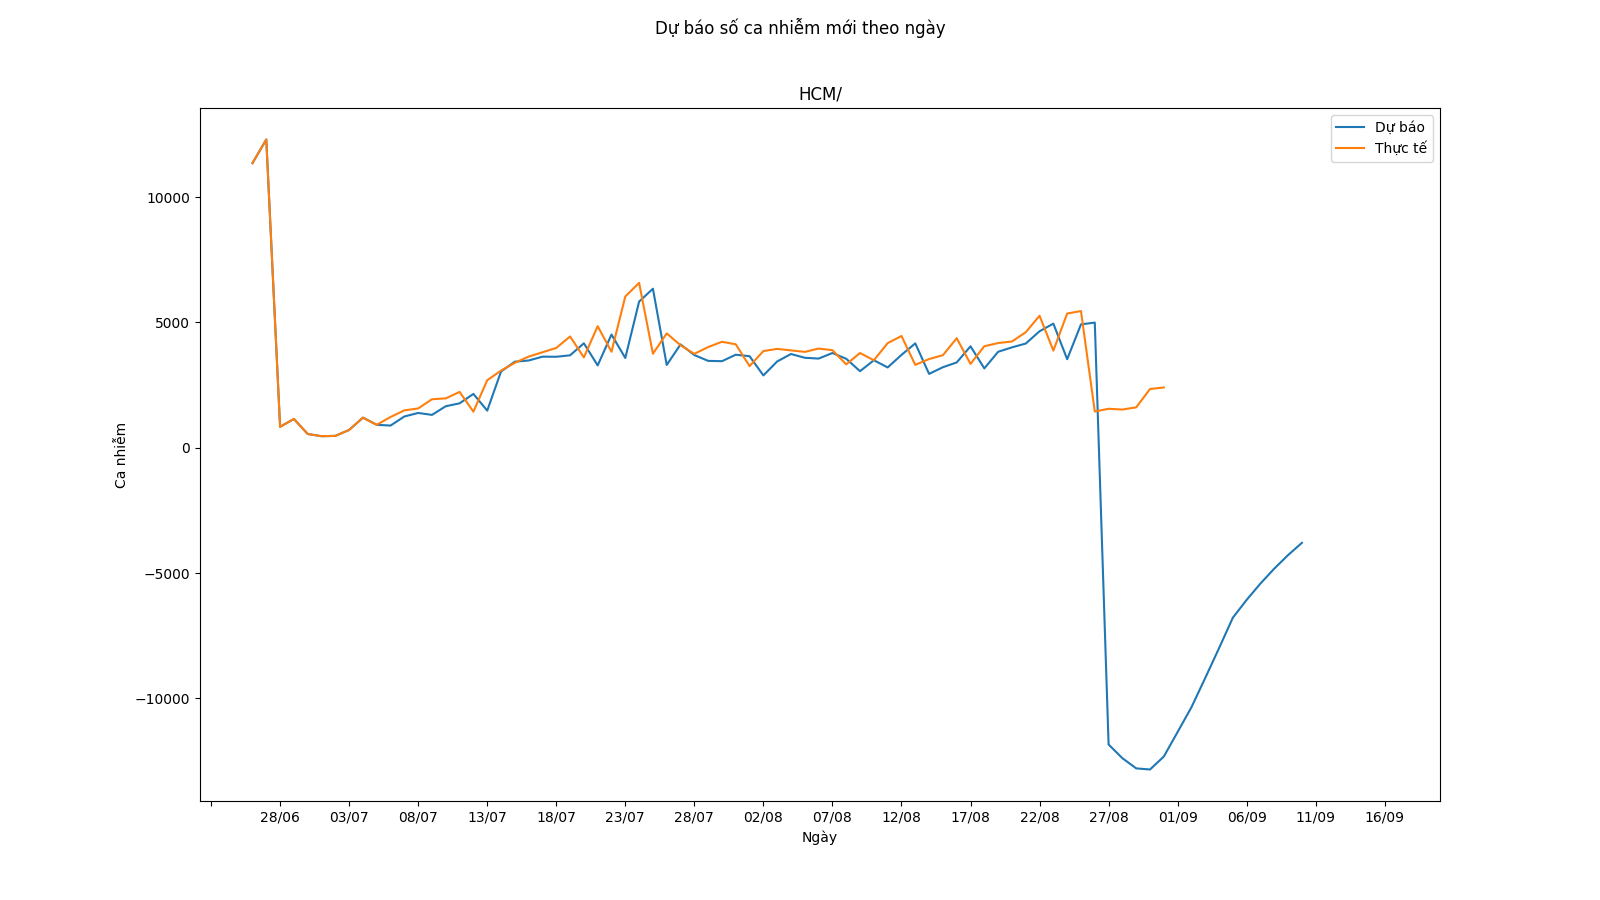 Dự báo số ca nhiễm mới theo ngày
HCM/
Dự báo
Thực tế
10000
5000
0
−5000
−10000
Ca nhiễm
28/06 03/07 08/07 13/07 18/07 23/07 28/07 02/08 07/08 12/08 17/08 22/08 27/08 01/09 06/09 11/09 16/09
Ngày